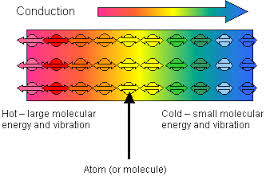 Conduction
Hot – large molecular
energy and vibration
Cold – small molecular
energy and vibration
Atom (or molecule)